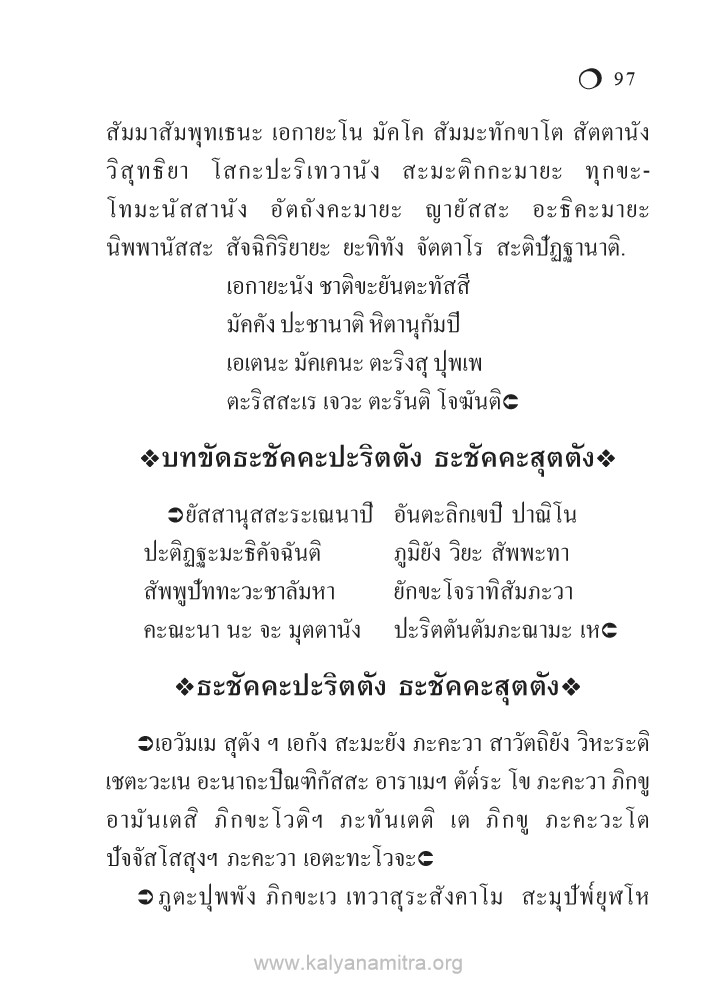 ❍ 97
สัมมาสัมพุทเธนะ เอกายะโน มัคโค สัมมะทักขาโต สัตตานัง
วิสุทธิยา โสกะปะริเทวานัง สะมะติกกะมายะ ทุกขะ-
โทมะนัสสานัง อัตถังคะมายะ ญายัสสะ อะธิคะมายะ
นิพพานัสสะ สัจฉิกิริยายะ ยะทิทัง จัตตาโร สะติปัฏฐานาติ.
เอกายะนัง ชาติขะยันตะทัสสี
มัคคัง ปะชานาติ หิตานุกัมปี
เอเตนะ มัคเคนะ ตะริงสุ ปุพเพ
ตะริสสะเร เจวะ ตะรันติ โจฆันติ➲
❖บทขัดธะชัคคะปะริตตัง ธะชัคคะสุตตัง❖
➲ยัสสานุสสะระเณนาปี อันตะลิกเขปี ปาณิโน
ปะติฏฐะมะธิคัจฉันติ ภูมิยัง วิยะ สัพพะทา
สัพพูปัททะวะชาลัมหา ยักขะโจราทิสัมภะวา
คะณะนา นะ จะ มุตตานัง ปะริตตันตัมภะณามะ เห➲
❖ธะชัคคะปะริตตัง ธะชัคคะสุตตัง❖
➲เอวัมเม สุตัง ฯ เอกัง สะมะยัง ภะคะวา สาวัตถิยัง วิหะระติ
เชตะวะเน อะนาถะปิณฑิกัสสะ อาราเมฯ ตัต์ระ โข ภะคะวา ภิกขู
อามันเตสิ ภิกขะโวติฯ ภะทันเตติ เต ภิกขู ภะคะวะโต
ปัจจัสโสสุงฯ ภะคะวา เอตะทะโวจะ➲
➲ภูตะปุพพัง ภิกขะเว เทวาสุระสังคาโม สะมุปัพ์ยุฬโห
www.kalyanamitra.org